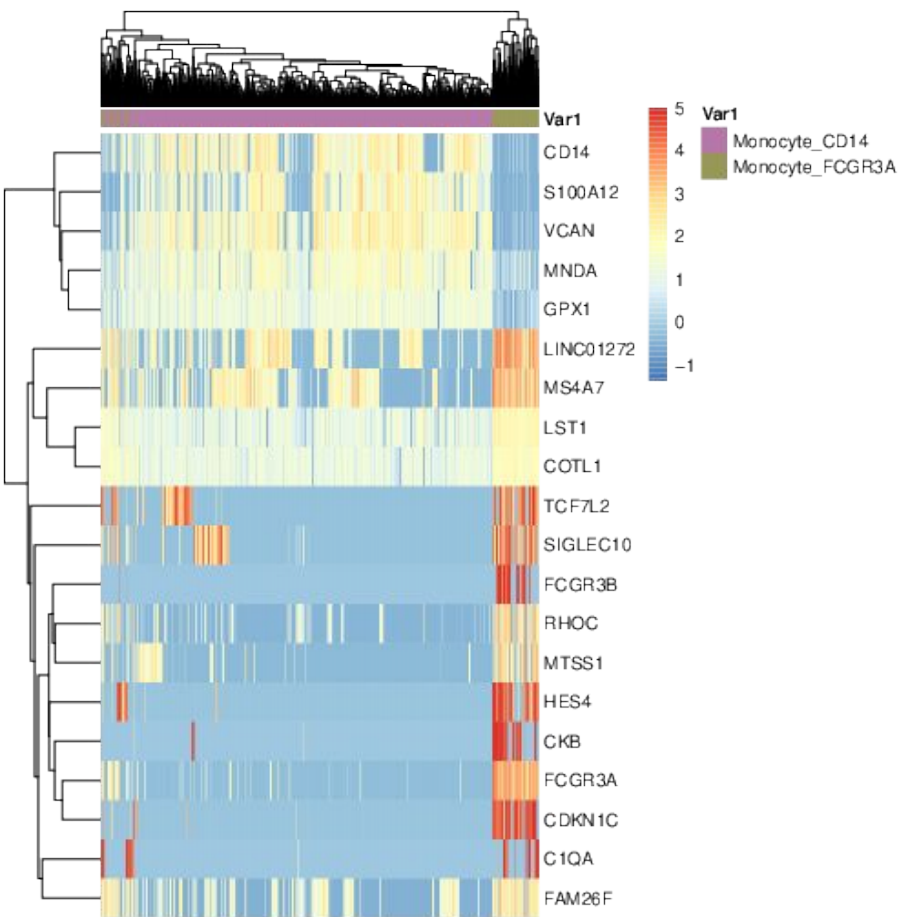 Var1
CD14
S100A12
VCAN
MNDA
GPX1
LINC01272
MS4A7
LST1
COTL1
TCF7L2
SIGLEC10
FCGR3B
RHOC
MTSS1
HES4
CKB
FCGR3A
CDKN1C
C1QA
FAM26F
5
4
3
2
1
0
−1
Var1
Monocyte_CD14
Monocyte_FCGR3A